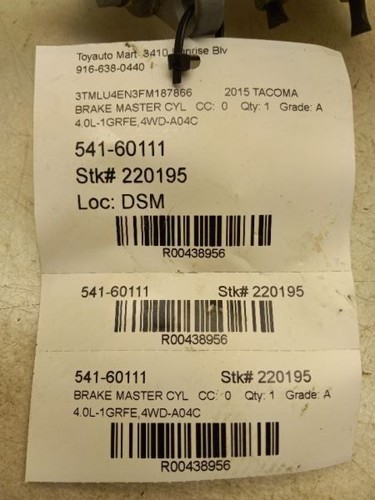 Toyauto Mart 3410 Sunrise Blv
916-638-0440
3TMLU4EN3FM187866 2015 TACOMA
BRAKE MASTER CYL CC: 0 Qty: 1 Grade: A
4.0L-1GRFE,4WD-A04C
541-60111
Stk# 220195
Loc: DSM
R00438956
541-60111 Stk# 220195
R00438956
541-60111 Stk# 220195
BRAKE MASTER CYL CC: 0 Qty: 1 Grade: A
4.0L-1GRFE,4WD-A04C
R00438956